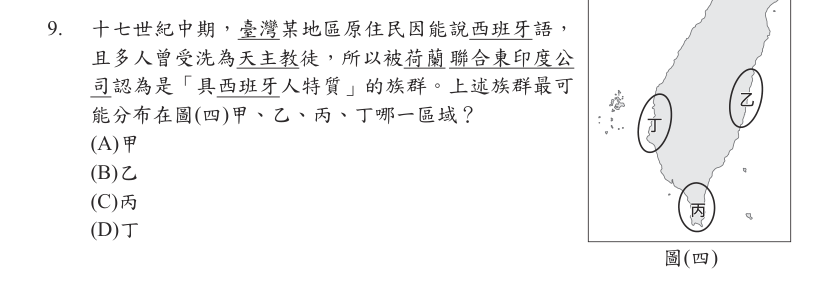 9. 十七世紀中期，臺灣某地區原住民因能說西班牙語，
且多人曾受洗為天主教徒，所以被荷蘭聯合東印度公
司認為是「具西班牙人特質」的族群。上述族群最可
能分布在圖(四)甲、乙、丙、丁哪一區域？
(A)甲
(B)乙
(C)丙
(D)丁
乙
丁
丙
圖(四)